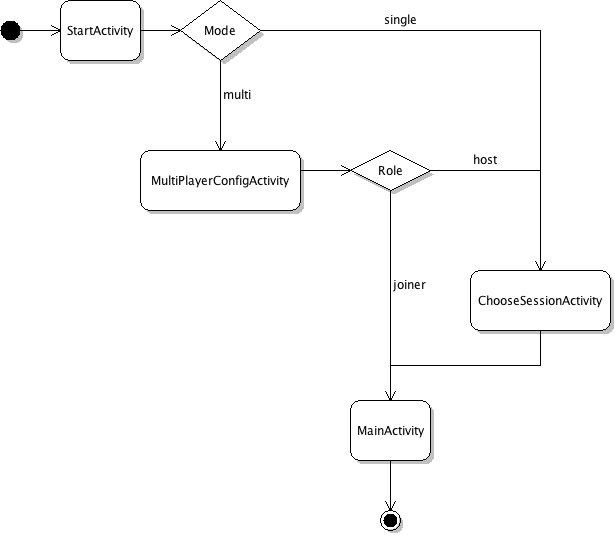 single
StartActivity
Mode
multi
host
MultiPlayerConfigActivity
Role
joiner
ChooseSessionActivity
MainActivity